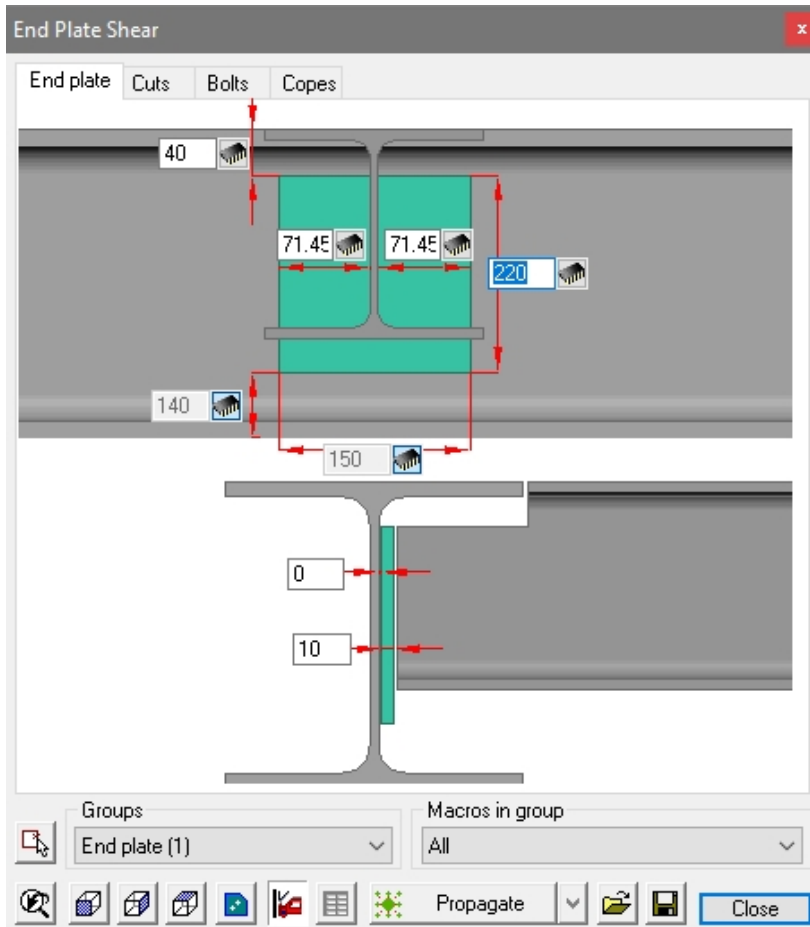 End Plate Shear
x
End plate Cuts Bolts Copes
40
71.45 71.45
220
140
150
0
10
Groups Macros in group
End plate (1) All
Propagate Close